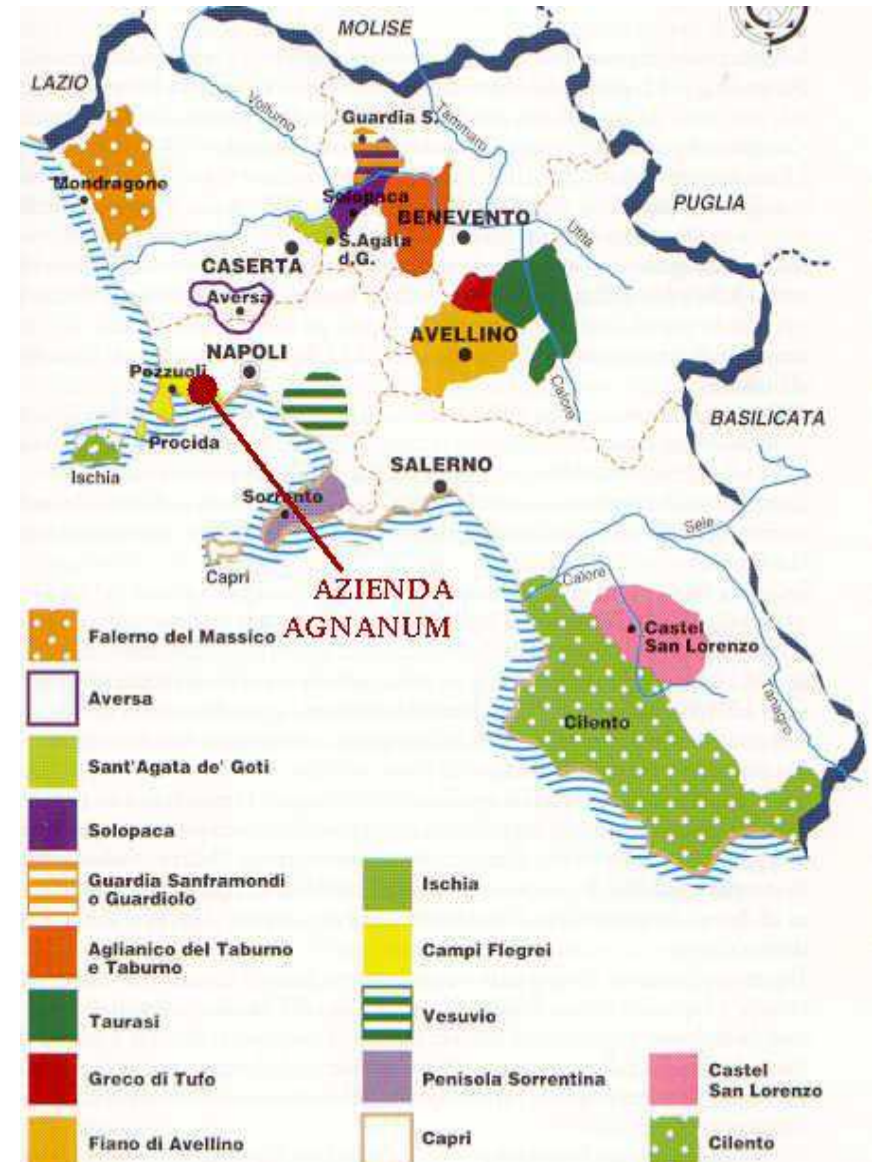 MOLISE
LAZIO
Volturno
Tammaro
Guardia S.
Mondragone
Solopaca
PUGLIA
BENEVENTO
Ufita
S.Agata
d.G.
CASERTA
Aversa
AVELLINO
NAPOLI
Pozzuoli
Calore
BASILICATA
Procida
Ischia
SALERNO
Sorrento
Sele
Capri
Calore
AZIENDA
AGNANUM
Castel
San Lorenzo
Tanagro
Cilento
Falerno del Massico
Aversa
Sant'Agata de' Goti
Solopaca
Guardia Sanframondi
o Guardiolo
Aglianico del Taburno
e Taburno
Taurasi
Greco di Tufo
Fiano di Avellino
Ischia
Campi Flegrei
Vesuvio
Penisola Sorrentina
Capri
Castel
San Lorenzo
Cilento